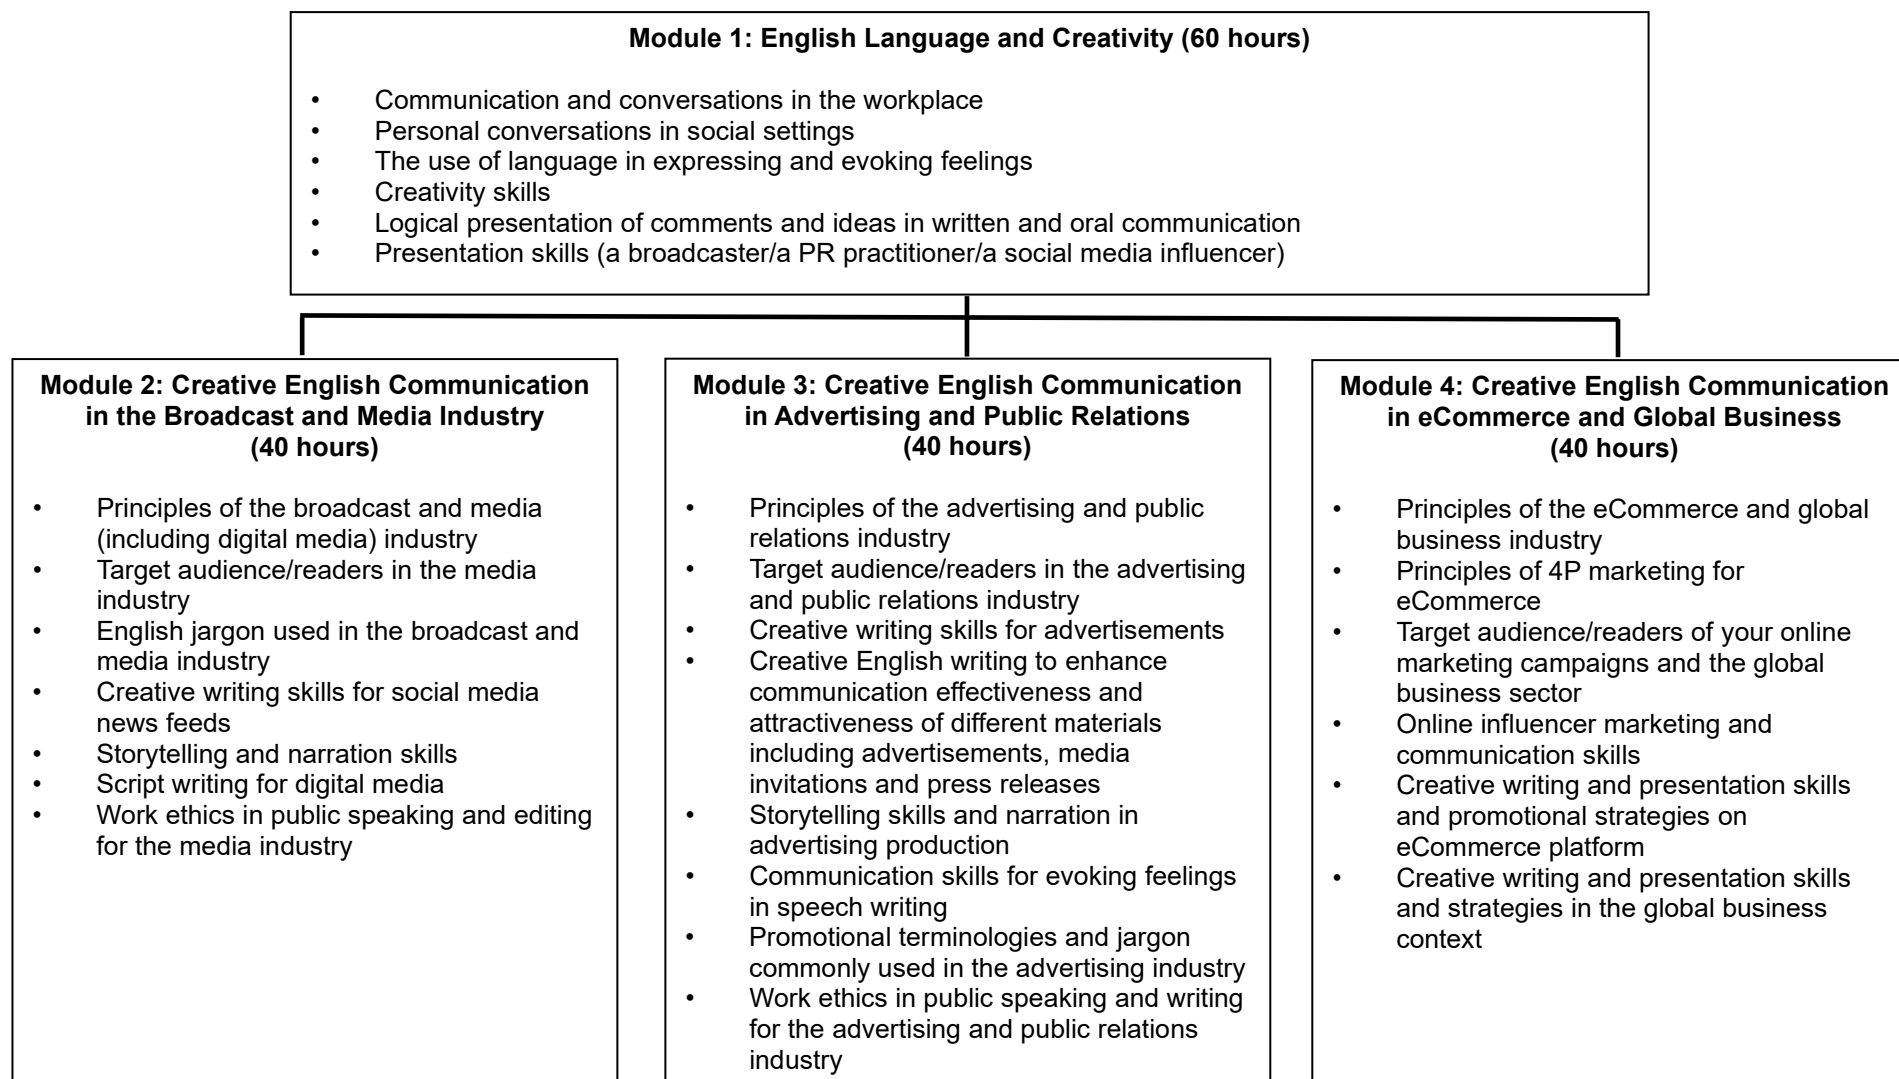 Module 1: English Language and Creativity (60 hours)
• Communication and conversations in the workplace
• Personal conversations in social settings
• The use of language in expressing and evoking feelings
• Creativity skills
• Logical presentation of comments and ideas in written and oral communication
• Presentation skills (a broadcaster/a PR practitioner/a social media influencer)
Module 2: Creative English Communication
in the Broadcast and Media Industry
(40 hours)
• Principles of the broadcast and media
(including digital media) industry
• Target audience/readers in the media
industry
• English jargon used in the broadcast and
media industry
• Creative writing skills for social media
news feeds
• Storytelling and narration skills
• Script writing for digital media
• Work ethics in public speaking and editing
for the media industry
Module 3: Creative English Communication
in Advertising and Public Relations
(40 hours)
• Principles of the advertising and public
relations industry
• Target audience/readers in the advertising
and public relations industry
• Creative writing skills for advertisements
• Creative English writing to enhance
communication effectiveness and
attractiveness of different materials
including advertisements, media
invitations and press releases
• Storytelling skills and narration in
advertising production
• Communication skills for evoking feelings
in speech writing
• Promotional terminologies and jargon
commonly used in the advertising industry
• Work ethics in public speaking and writing
for the advertising and public relations
industry
Module 4: Creative English Communication
in eCommerce and Global Business
(40 hours)
• Principles of the eCommerce and global
business industry
• Principles of 4P marketing for
eCommerce
• Target audience/readers of your online
marketing campaigns and the global
business sector
• Online influencer marketing and
communication skills
• Creative writing and presentation skills
and promotional strategies on
eCommerce platform
• Creative writing and presentation skills
and strategies in the global business
context